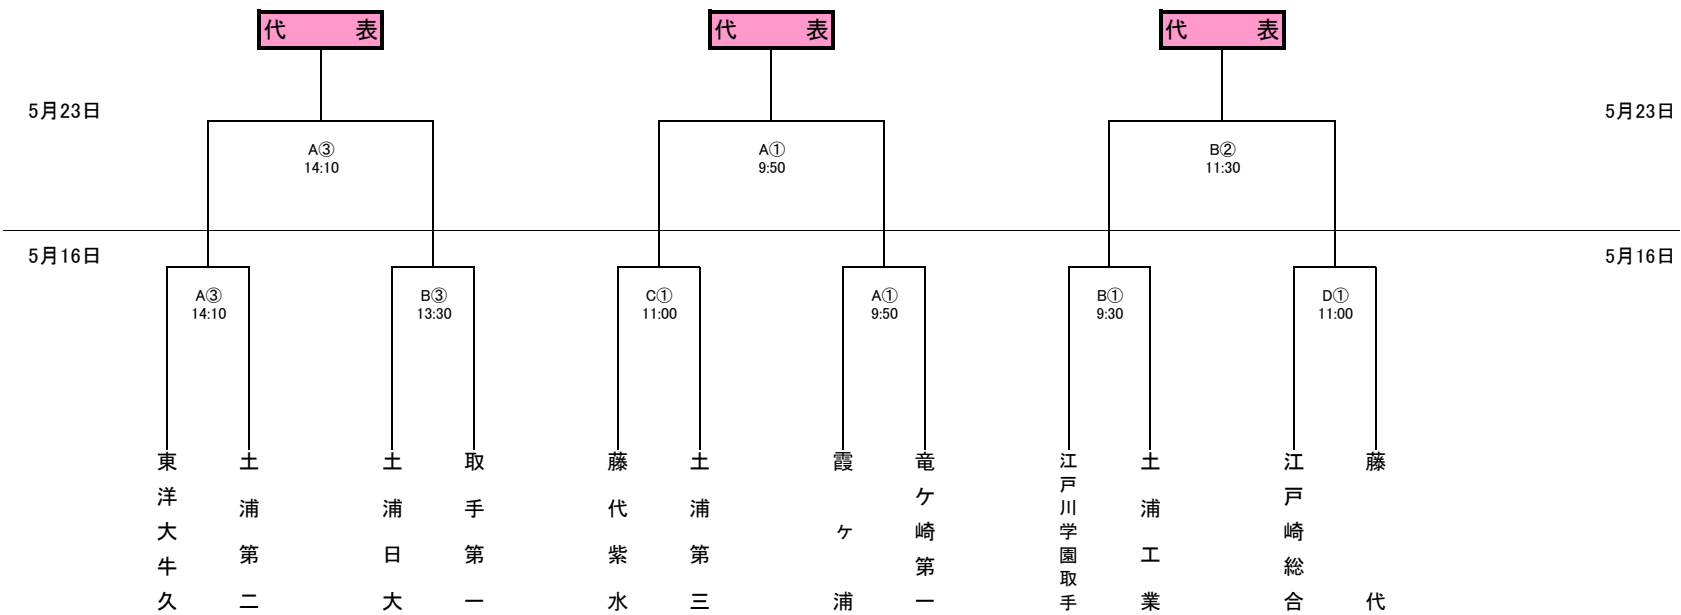 代　表
代　表
代　表
5月23日
5月23日
A③
14:10
A①
9:50
B②
11:30
5月16日
5月16日
A③
14:10
B③
13:30
C①
11:00
A①
9:50
B①
9:30
D①
11:00
東洋大牛久
土浦第二
土浦日大
取手第一
藤代紫水
土浦第三
霞ヶ浦
竜ケ崎第一
江戸川学園取手
土浦工業
江戸崎総合
藤代